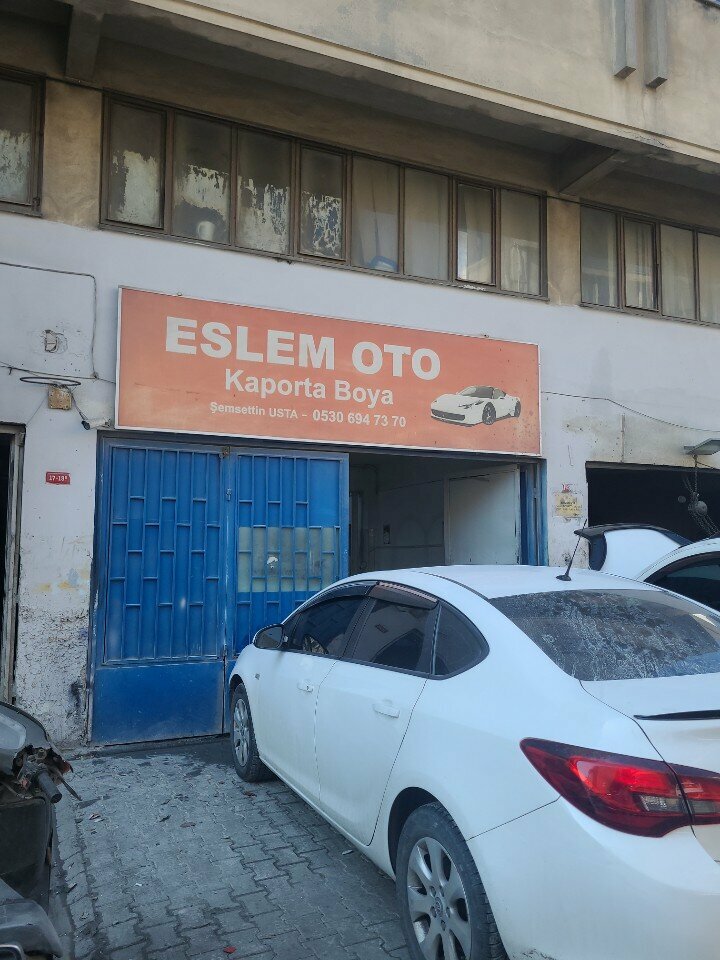 ESLEM OTO
Kaporta Boya
Şemsettin USTA - 0530 694 73 70